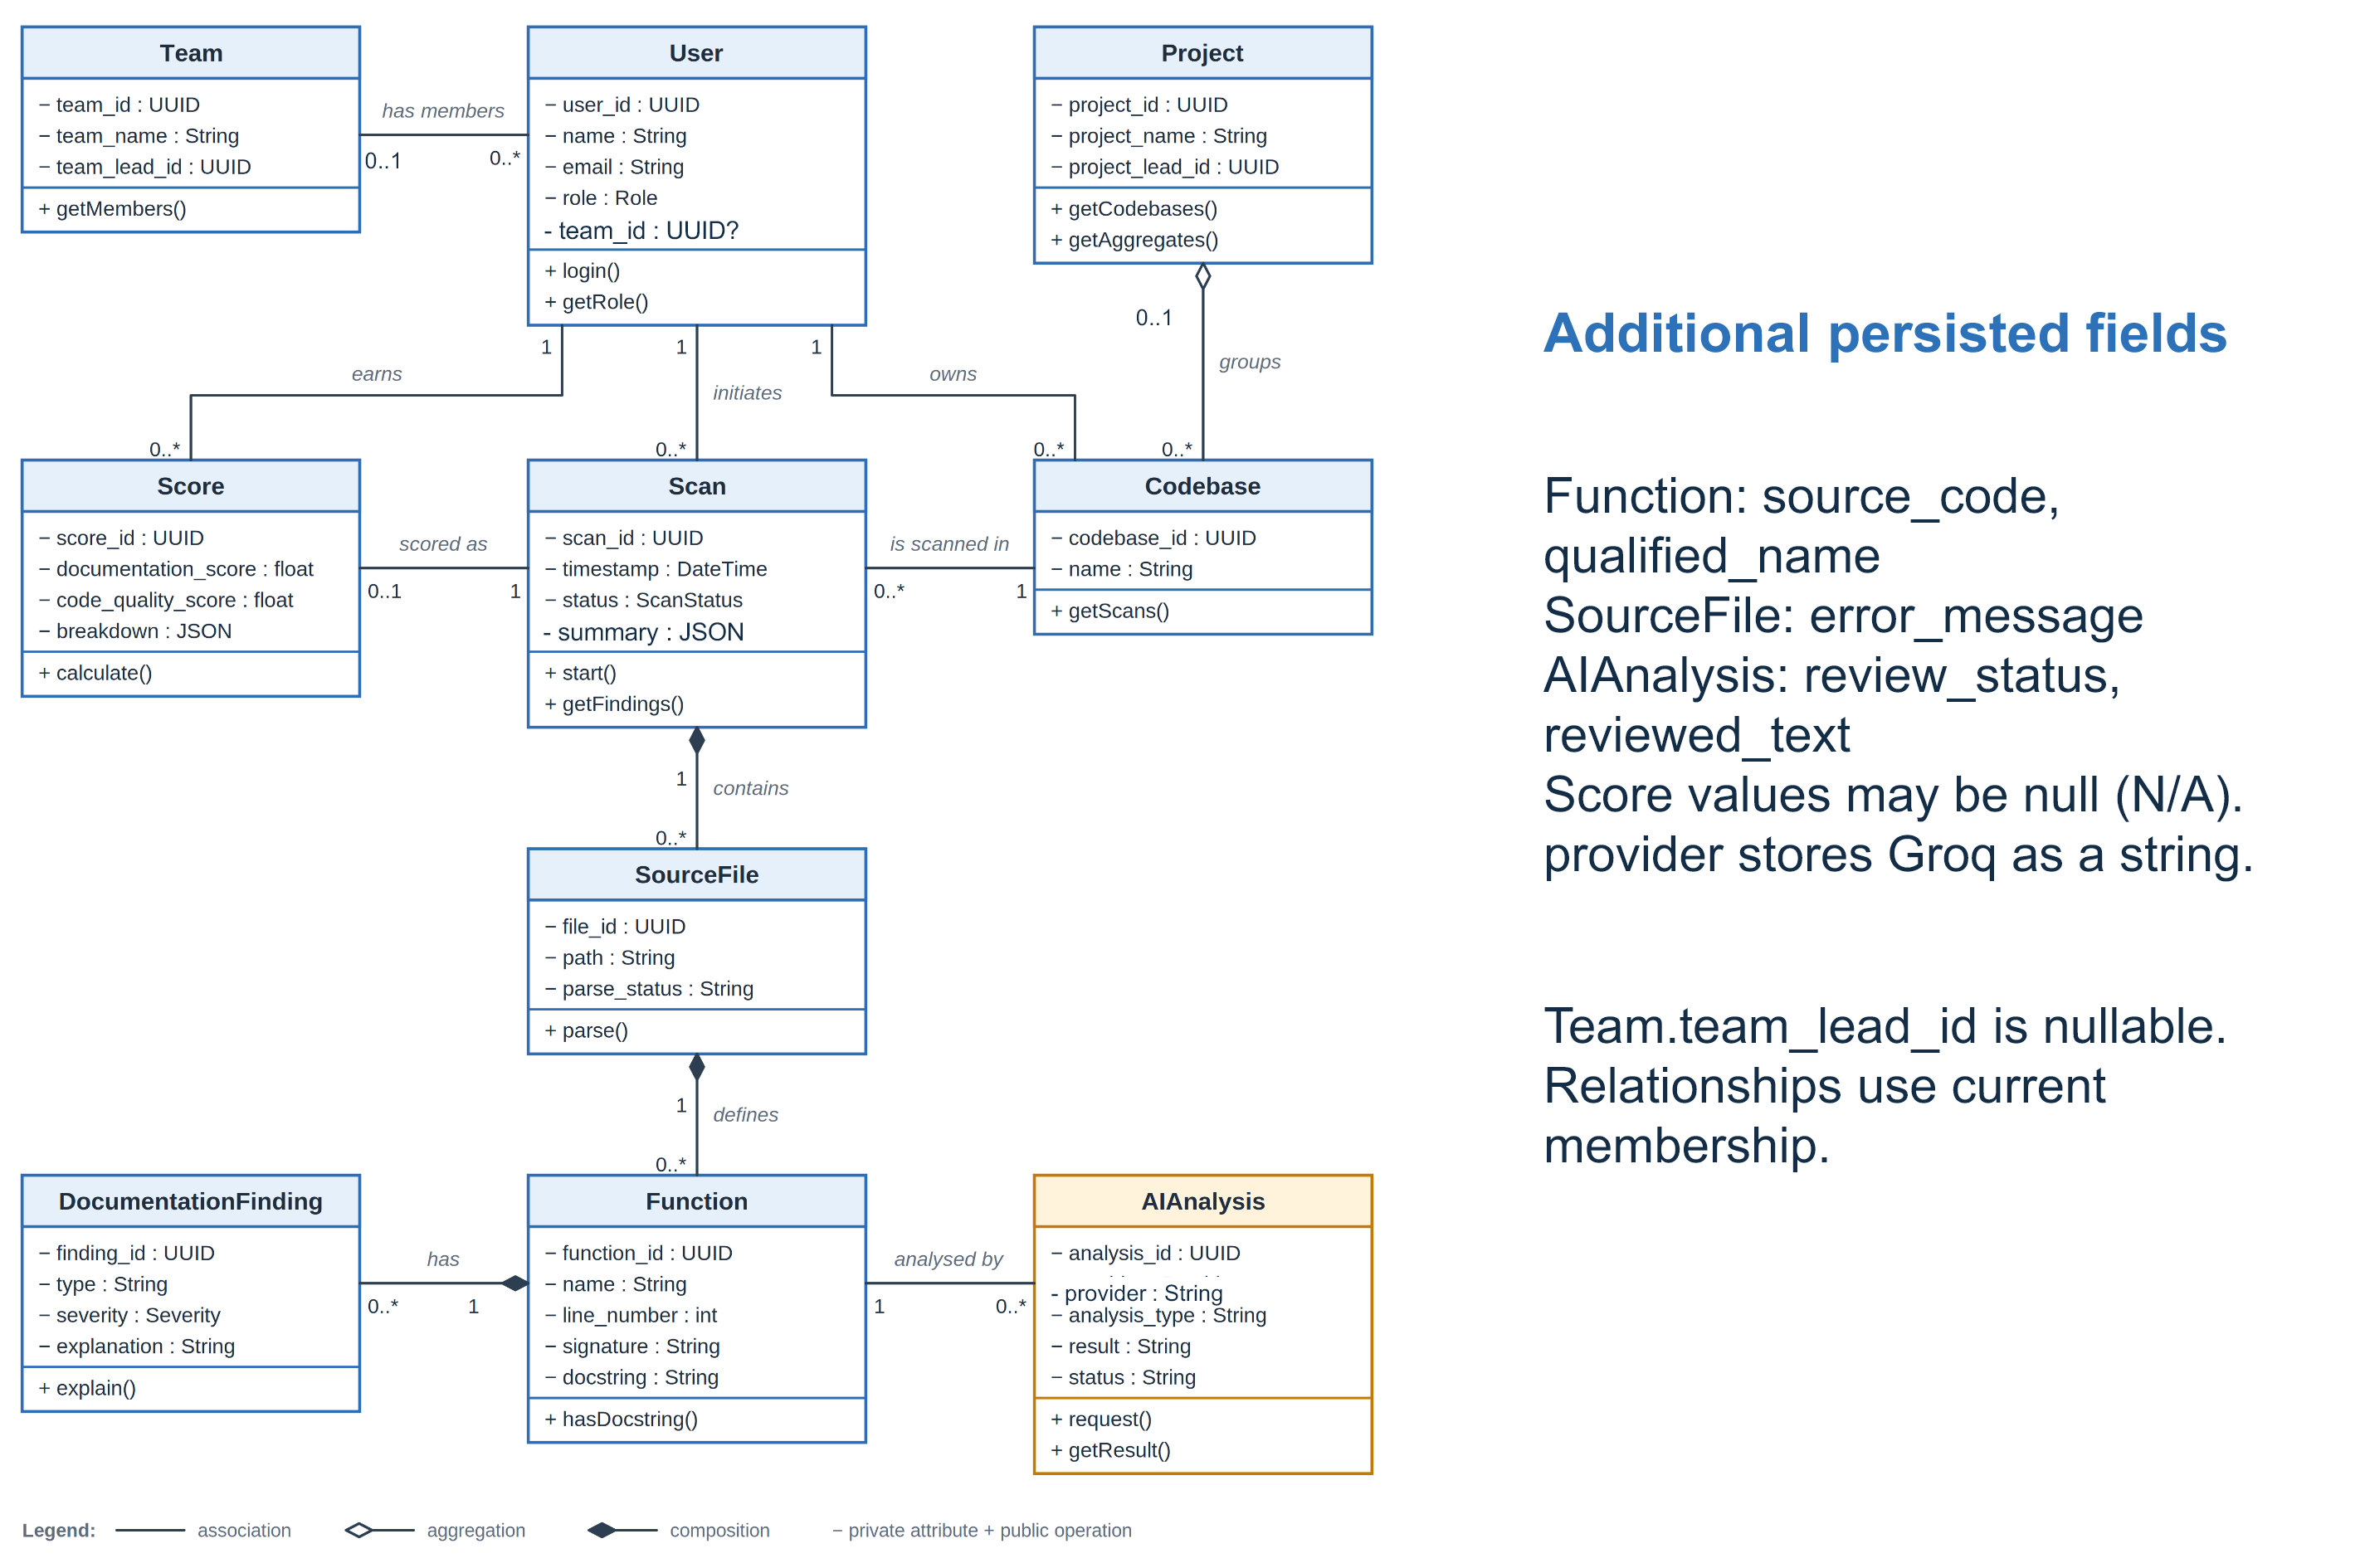 Team
− team_id : UUID
− team_name : String
− team_lead_id : UUID
+ getMembers()
has members
0..1
0..*
User
− user_id : UUID
− name : String
− email : String
− role : Role
- team_id : UUID?
+ login()
+ getRole()
Project
− project_id : UUID
− project_name : String
− project_lead_id : UUID
+ getCodebases()
+ getAggregates()
1
earns
0..*
1
initiates
0..*
1
owns
0..*
0..1
groups
0..*
Score
− score_id : UUID
− documentation_score : float
− code_quality_score : float
− breakdown : JSON
+ calculate()
scored as
0..1
1
Scan
− scan_id : UUID
− timestamp : DateTime
− status : ScanStatus
- summary : JSON
+ start()
+ getFindings()
is scanned in
0..*
1
Codebase
− codebase_id : UUID
− name : String
+ getScans()
1
contains
0..*
SourceFile
− file_id : UUID
− path : String
− parse_status : String
+ parse()
1
defines
0..*
DocumentationFinding
− finding_id : UUID
− type : String
− severity : Severity
− explanation : String
+ explain()
has
0..*
1
Function
− function_id : UUID
− name : String
− line_number : int
− signature : String
− docstring : String
+ hasDocstring()
analysed by
1
0..*
AIAnalysis
− analysis_id : UUID
- provider : String
− analysis_type : String
− result : String
− status : String
+ request()
+ getResult()
Legend:
association
aggregation
composition
− private attribute + public operation
Additional persisted fields
Function: source_code,
qualified_name
SourceFile: error_message
AIAnalysis: review_status,
reviewed_text
Score values may be null (N/A).
provider stores Groq as a string.
Team.team_lead_id is nullable.
Relationships use current
membership.